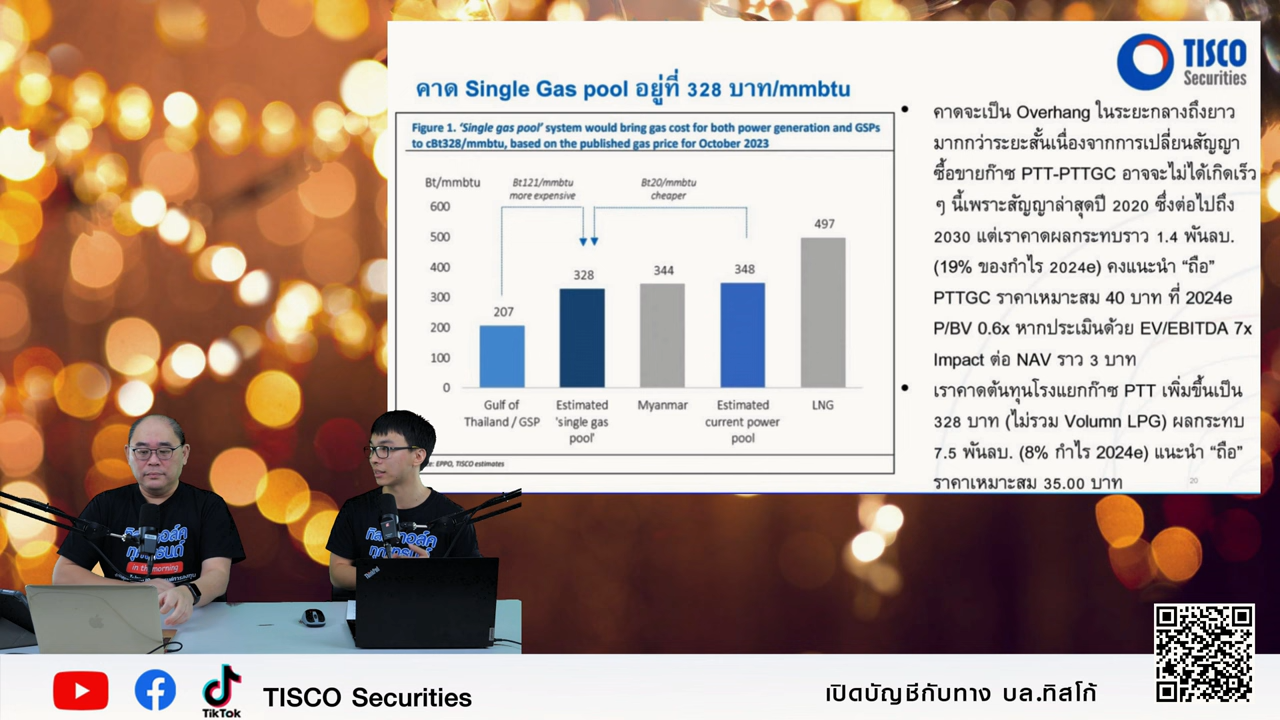 TISCO
Securities
คาด Single Gas pool อยู่ที่ 328 บาท/mmbtu
Figure 1. ‘Single gas pool’ system would bring gas cost for both power generation and GSPs
to cBt328/mmbtu, based on the published gas price for October 2023
Bt/mmbtu
Bt121/mmbtu
more expensive
Bt20/mmbtu
cheaper
600
500
400
300
200
100
0
207
328
344
348
497
Gulf of
Thailand / GSP
Estimated
'single gas
pool'
Myanmar
Estimated
current power
pool
LNG
EPPO, TISCO estimates
• คาดจะเป็น Overhang ในระยะกลางถึงยาว
มากกว่าระยะสั้นเนื่องจากการเปลี่ยนสัญญา
ซื้อขายก๊าซ PTT-PTTGC อาจจะไม่ได้เกิดเร็ว
ๆ นี้เพราะสัญญาล่าสุดปี 2020 ซึ่งต่อไปถึง
2030 แต่เราคาดผลกระทบราว 1.4 พันลบ.
(19% ของกำไร 2024e) คงแนะนำ “ถือ”
PTTGC ราคาเหมาะสม 40 บาท ที่ 2024e
P/BV 0.6x หากประเมินด้วย EV/EBITDA 7x
Impact ต่อ NAV ราว 3 บาท
• เราคาดต้นทุนโรงแยกก๊าซ PTT เพิ่มขึ้นเป็น
328 บาท (ไม่รวม Volumn LPG) ผลกระทบ
7.5 พันลบ. (8% กำไร 2024e) แนะนำ “ถือ”
ราคาเหมาะสม 35.00 บาท
20
in the morning
ThinkPad
TikTok
TISCO Securities
เปิดบัญชีกับทาง บล.ทิสโก้